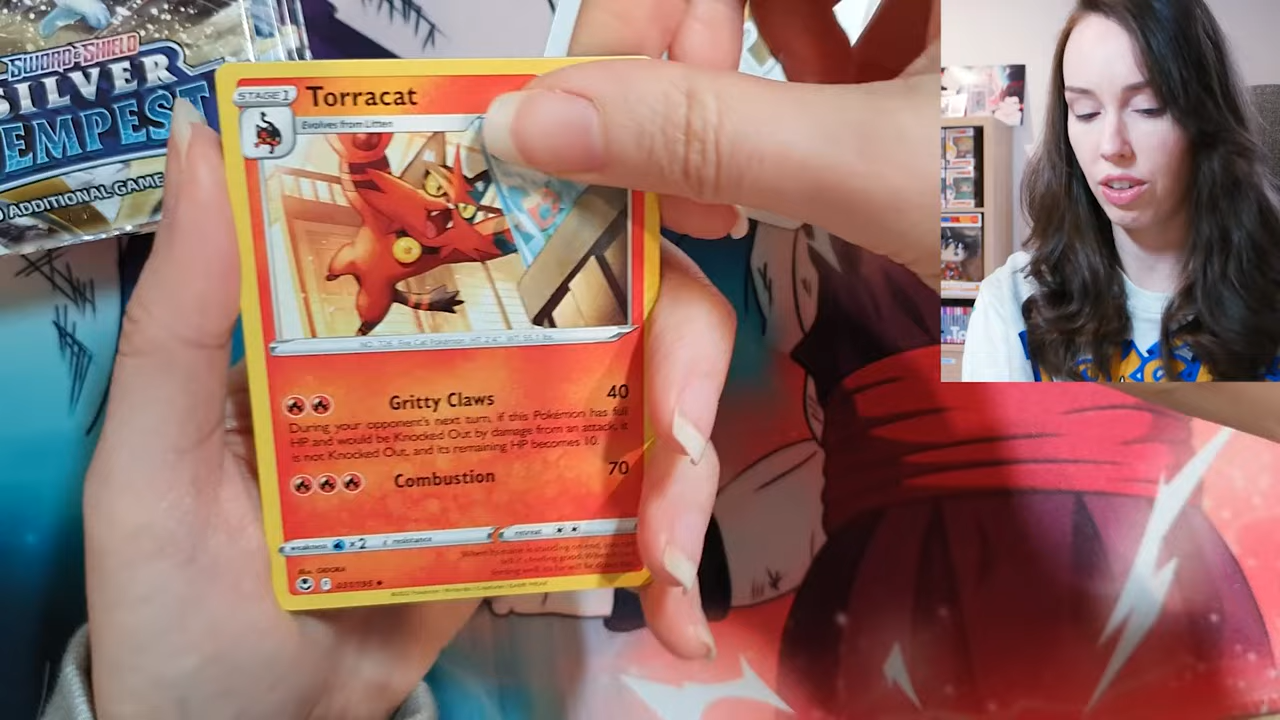 SWORD & SHIELD
SILVER
TEMPEST
ADDITIONAL GAME
STAGE 1
Torracat
Evolves from Litten
Gritty Claws 40
During your opponent's next turn, if this Pokémon has full
HP and would be Knocked Out by damage from an attack, it
is not Knocked Out, and its remaining HP becomes 10.
Combustion 70
weakness ×2 resistance retreat